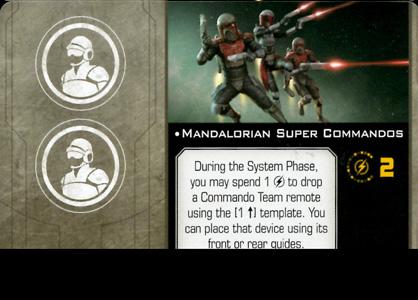 • MANDALORIAN SUPER COMMANDOS
During the System Phase,
you may spend 1 to drop
a Commando Team remote
using the [1 ↑] template. You
can place that device using its
front or rear guides.
2